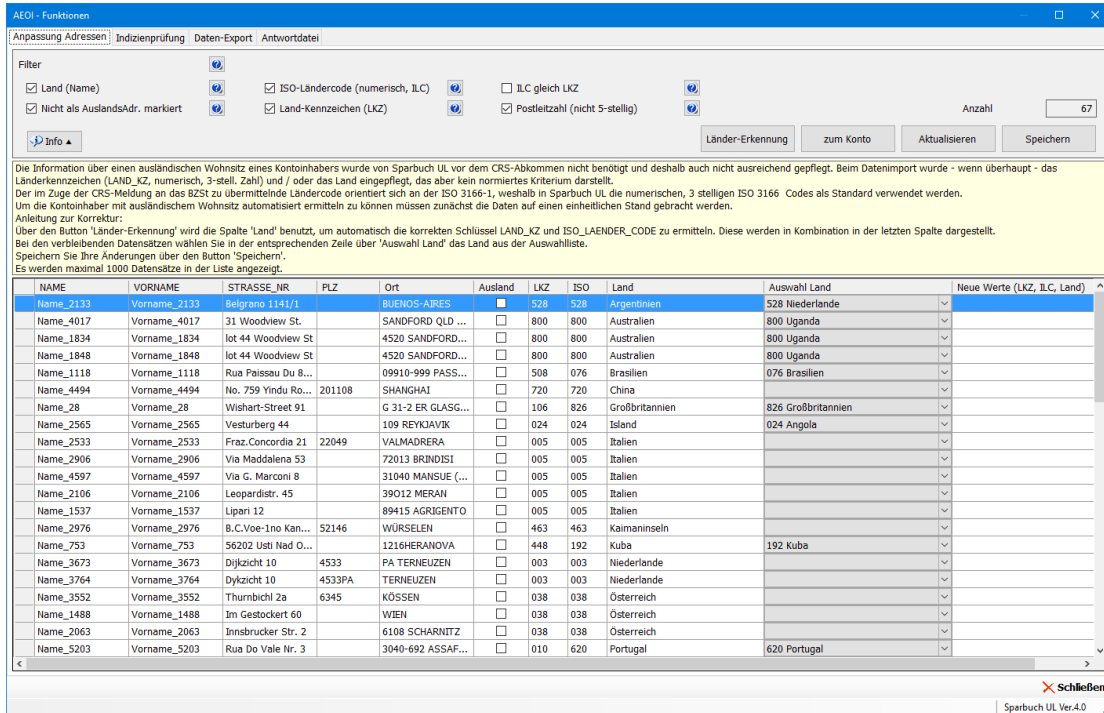 AEOI - Funktionen
Anpassung Adressen Indizienprüfung Daten-Export Antwortdatei
Filter
Land (Name) ISO-Ländercode (numerisch, ILC) ILC gleich LKZ
Nicht als AuslandsAdr. markiert Land-Kennzeichen (LKZ) Postleitzahl (nicht 5-stellig) Anzahl 67
Info ▲ Länder-Erkennung zum Konto Aktualisieren Speichern
Die Information über einen ausländischen Wohnsitz eines Kontoinhabers wurde von Sparbuch UL vor dem CRS-Abkommen nicht benötigt und deshalb auch nicht ausreichend gepflegt. Beim Datenimport wurde - wenn überhaupt - das
Länderkennzeichen (LAND_KZ, numerisch, 3-stell. Zahl) und / oder das Land eingepflegt, das aber kein normiertes Kriterium darstellt.
Der im Zuge der CRS-Meldung an das BZSt zu übermittelnde Ländercode orientiert sich an der ISO 3166-1, weshalb in Sparbuch UL die numerischen, 3 stelligen ISO 3166 Codes als Standard verwendet werden.
Um die Kontoinhaber mit ausländischem Wohnsitz automatisiert ermitteln zu können müssen zunächst die Daten auf einen einheitlichen Stand gebracht werden.
Anleitung zur Korrektur:
Über den Button 'Länder-Erkennung' wird die Spalte 'Land' benutzt, um automatisch die korrekten Schlüssel LAND_KZ und ISO_LAENDER_CODE zu ermitteln. Diese werden in Kombination in der letzten Spalte dargestellt.
Bei den verbleibenden Datensätzen wählen Sie in der entsprechenden Zeile über 'Auswahl Land' das Land aus der Auswahlliste.
Speichern Sie Ihre Änderungen über den Button 'Speichern'.
Es werden maximal 1000 Datensätze in der Liste angezeigt.
NAME VORNAME STRASSE_NR PLZ Ort Ausland LKZ ISO Land Auswahl Land Neue Werte (LKZ, ILC, Land)
Name_2133 Vorname_2133 Belgrano 1141/1 BUENOS-AIRES 528 528 Argentinien 528 Niederlande
Name_4017 Vorname_4017 31 Woodview St. SANDFORD QLD ... 800 800 Australien 800 Uganda
Name_1834 Vorname_1834 lot 44 Woodview St 4520 SANDFORD... 800 800 Australien 800 Uganda
Name_1848 Vorname_1848 lot 44 Woodview St 4520 SANDFORD... 800 800 Australien 800 Uganda
Name_1118 Vorname_1118 Rua Paissau Du 8... 09910-999 PASS... 508 076 Brasilien 076 Brasilien
Name_4494 Vorname_4494 No. 759 Yindu Ro... 201108 SHANGHAI 720 720 China
Name_28 Vorname_28 Wishart-Street 91 G 31-2 ER GLASG... 106 826 Großbritannien 826 Großbritannien
Name_2565 Vorname_2565 Vesturberg 44 109 REYKJAVIK 024 024 Island 024 Angola
Name_2533 Vorname_2533 Fraz.Concordia 21 22049 VALMADRERA 005 005 Italien
Name_2906 Vorname_2906 Via Maddalena 53 72013 BRINDISI 005 005 Italien
Name_4597 Vorname_4597 Via G. Marconi 8 31040 MANSUE (... 005 005 Italien
Name_2106 Vorname_2106 Leopardistr. 45 39O12 MERAN 005 005 Italien
Name_1537 Vorname_1537 Lipari 12 89415 AGRIGENTO 005 005 Italien
Name_2976 Vorname_2976 B.C.Voe-1no Kan... 52146 WÜRSELEN 463 463 Kaimaninseln
Name_753 Vorname_753 56202 Usti Nad O... 1216HERANOVA 448 192 Kuba 192 Kuba
Name_3673 Vorname_3673 Dijkzicht 10 4533 PA TERNEUZEN 003 003 Niederlande
Name_3764 Vorname_3764 Dykzicht 10 4533PA TERNEUZEN 003 003 Niederlande
Name_3552 Vorname_3552 Thurnbichl 2a 6345 KÖSSEN 038 038 Österreich
Name_1488 Vorname_1488 Im Gestockert 60 WIEN 038 038 Österreich
Name_2063 Vorname_2063 Innsbrucker Str. 2 6108 SCHARNITZ 038 038 Österreich
Name_5203 Vorname_5203 Rua Do Vale Nr. 3 3040-692 ASSAF... 010 620 Portugal 620 Portugal
Schließen
Sparbuch UL Ver.4.0